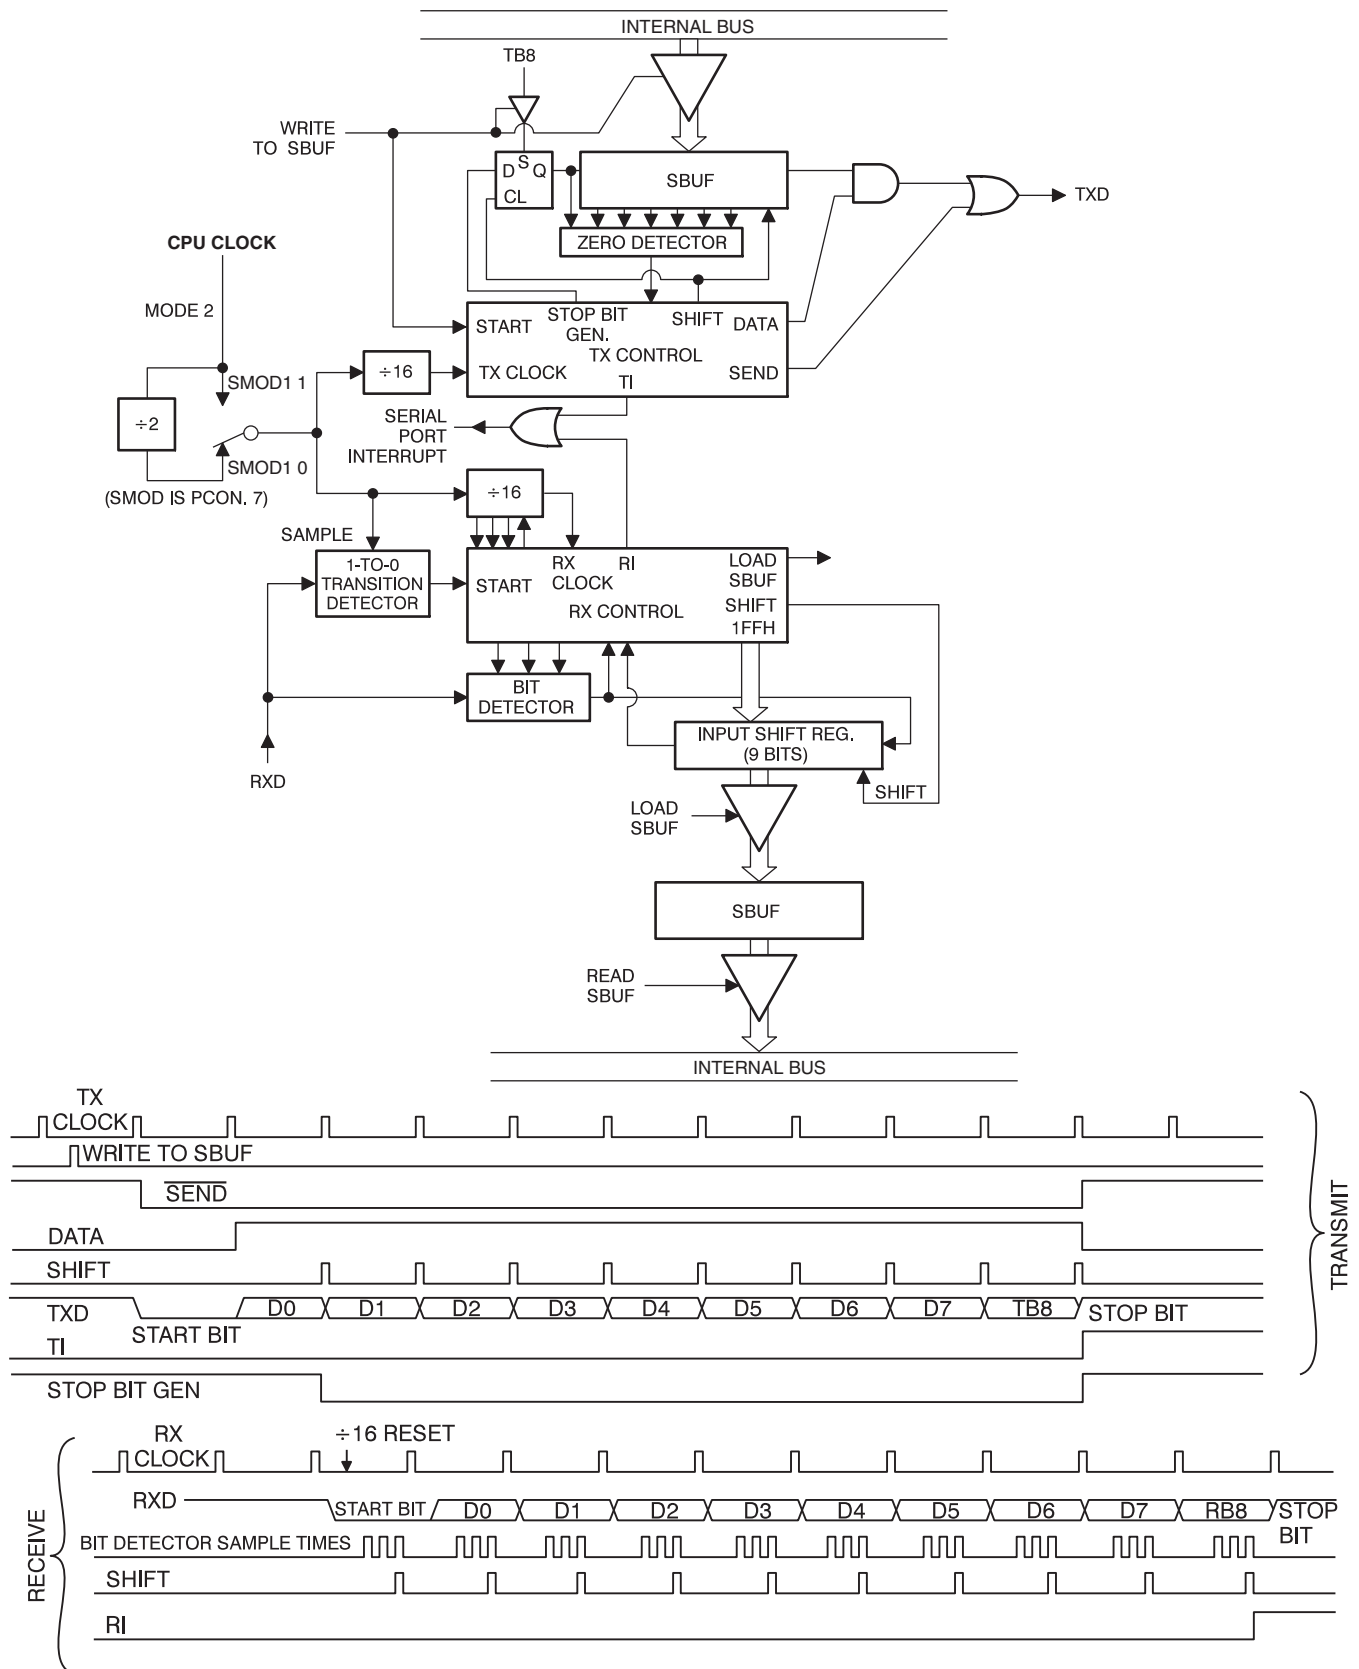 INTERNAL BUS
TB8
WRITE
TO SBUF
D S Q
CL
SBUF
TXD
ZERO DETECTOR
CPU CLOCK
MODE 2
START
STOP BIT
GEN.
SHIFT
DATA
TX CONTROL
TX CLOCK
TI
SEND
÷16
SMOD1 1
÷2
SMOD1 0
(SMOD IS PCON. 7)
SERIAL
PORT
INTERRUPT
÷16
SAMPLE
1-TO-0
TRANSITION
DETECTOR
START
RX
CLOCK
RI
LOAD
SBUF
RX CONTROL
SHIFT
1FFH
BIT
DETECTOR
RXD
INPUT SHIFT REG.
(9 BITS)
SHIFT
LOAD
SBUF
SBUF
READ
SBUF
INTERNAL BUS
TX
CLOCK
WRITE TO SBUF
SEND
DATA
SHIFT
TXD
START BIT
D0 D1 D2 D3 D4 D5 D6 D7 TB8 STOP BIT
TI
STOP BIT GEN
TRANSMIT
RX
CLOCK
÷16 RESET
RXD
START BIT D0 D1 D2 D3 D4 D5 D6 D7 RB8 STOP
BIT
BIT DETECTOR SAMPLE TIMES
SHIFT
RI
RECEIVE